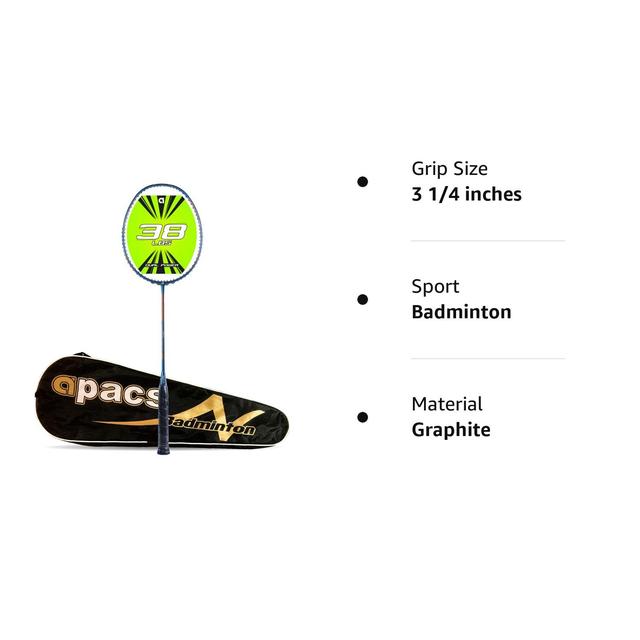 38
LBS
apacs
Badminton
Grip Size
3 1/4 inches
Sport
Badminton
Material
Graphite